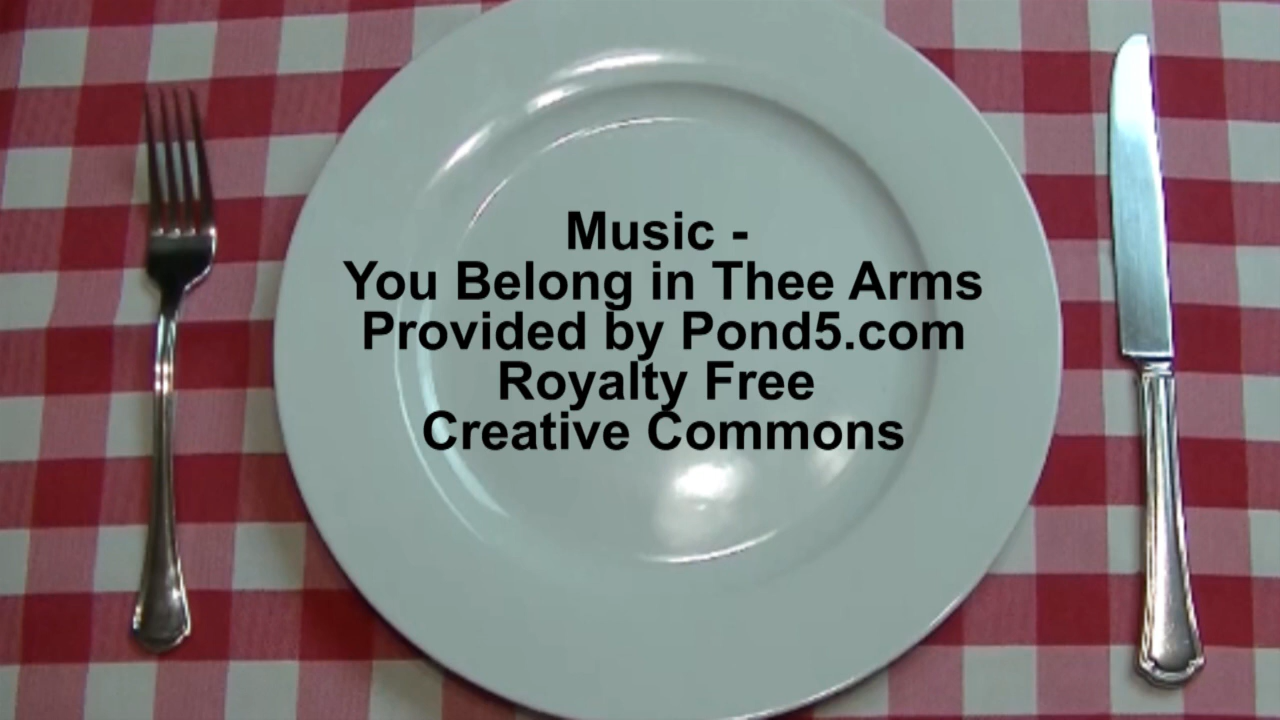 Music -
You Belong in Thee Arms
Provided by Pond5.com
Royalty Free
Creative Commons